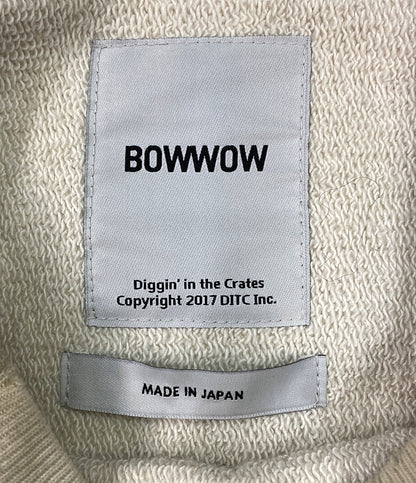 BOWWOW
Diggin' in the Crates
Copyright 2017 DITC Inc.
MADE IN JAPAN